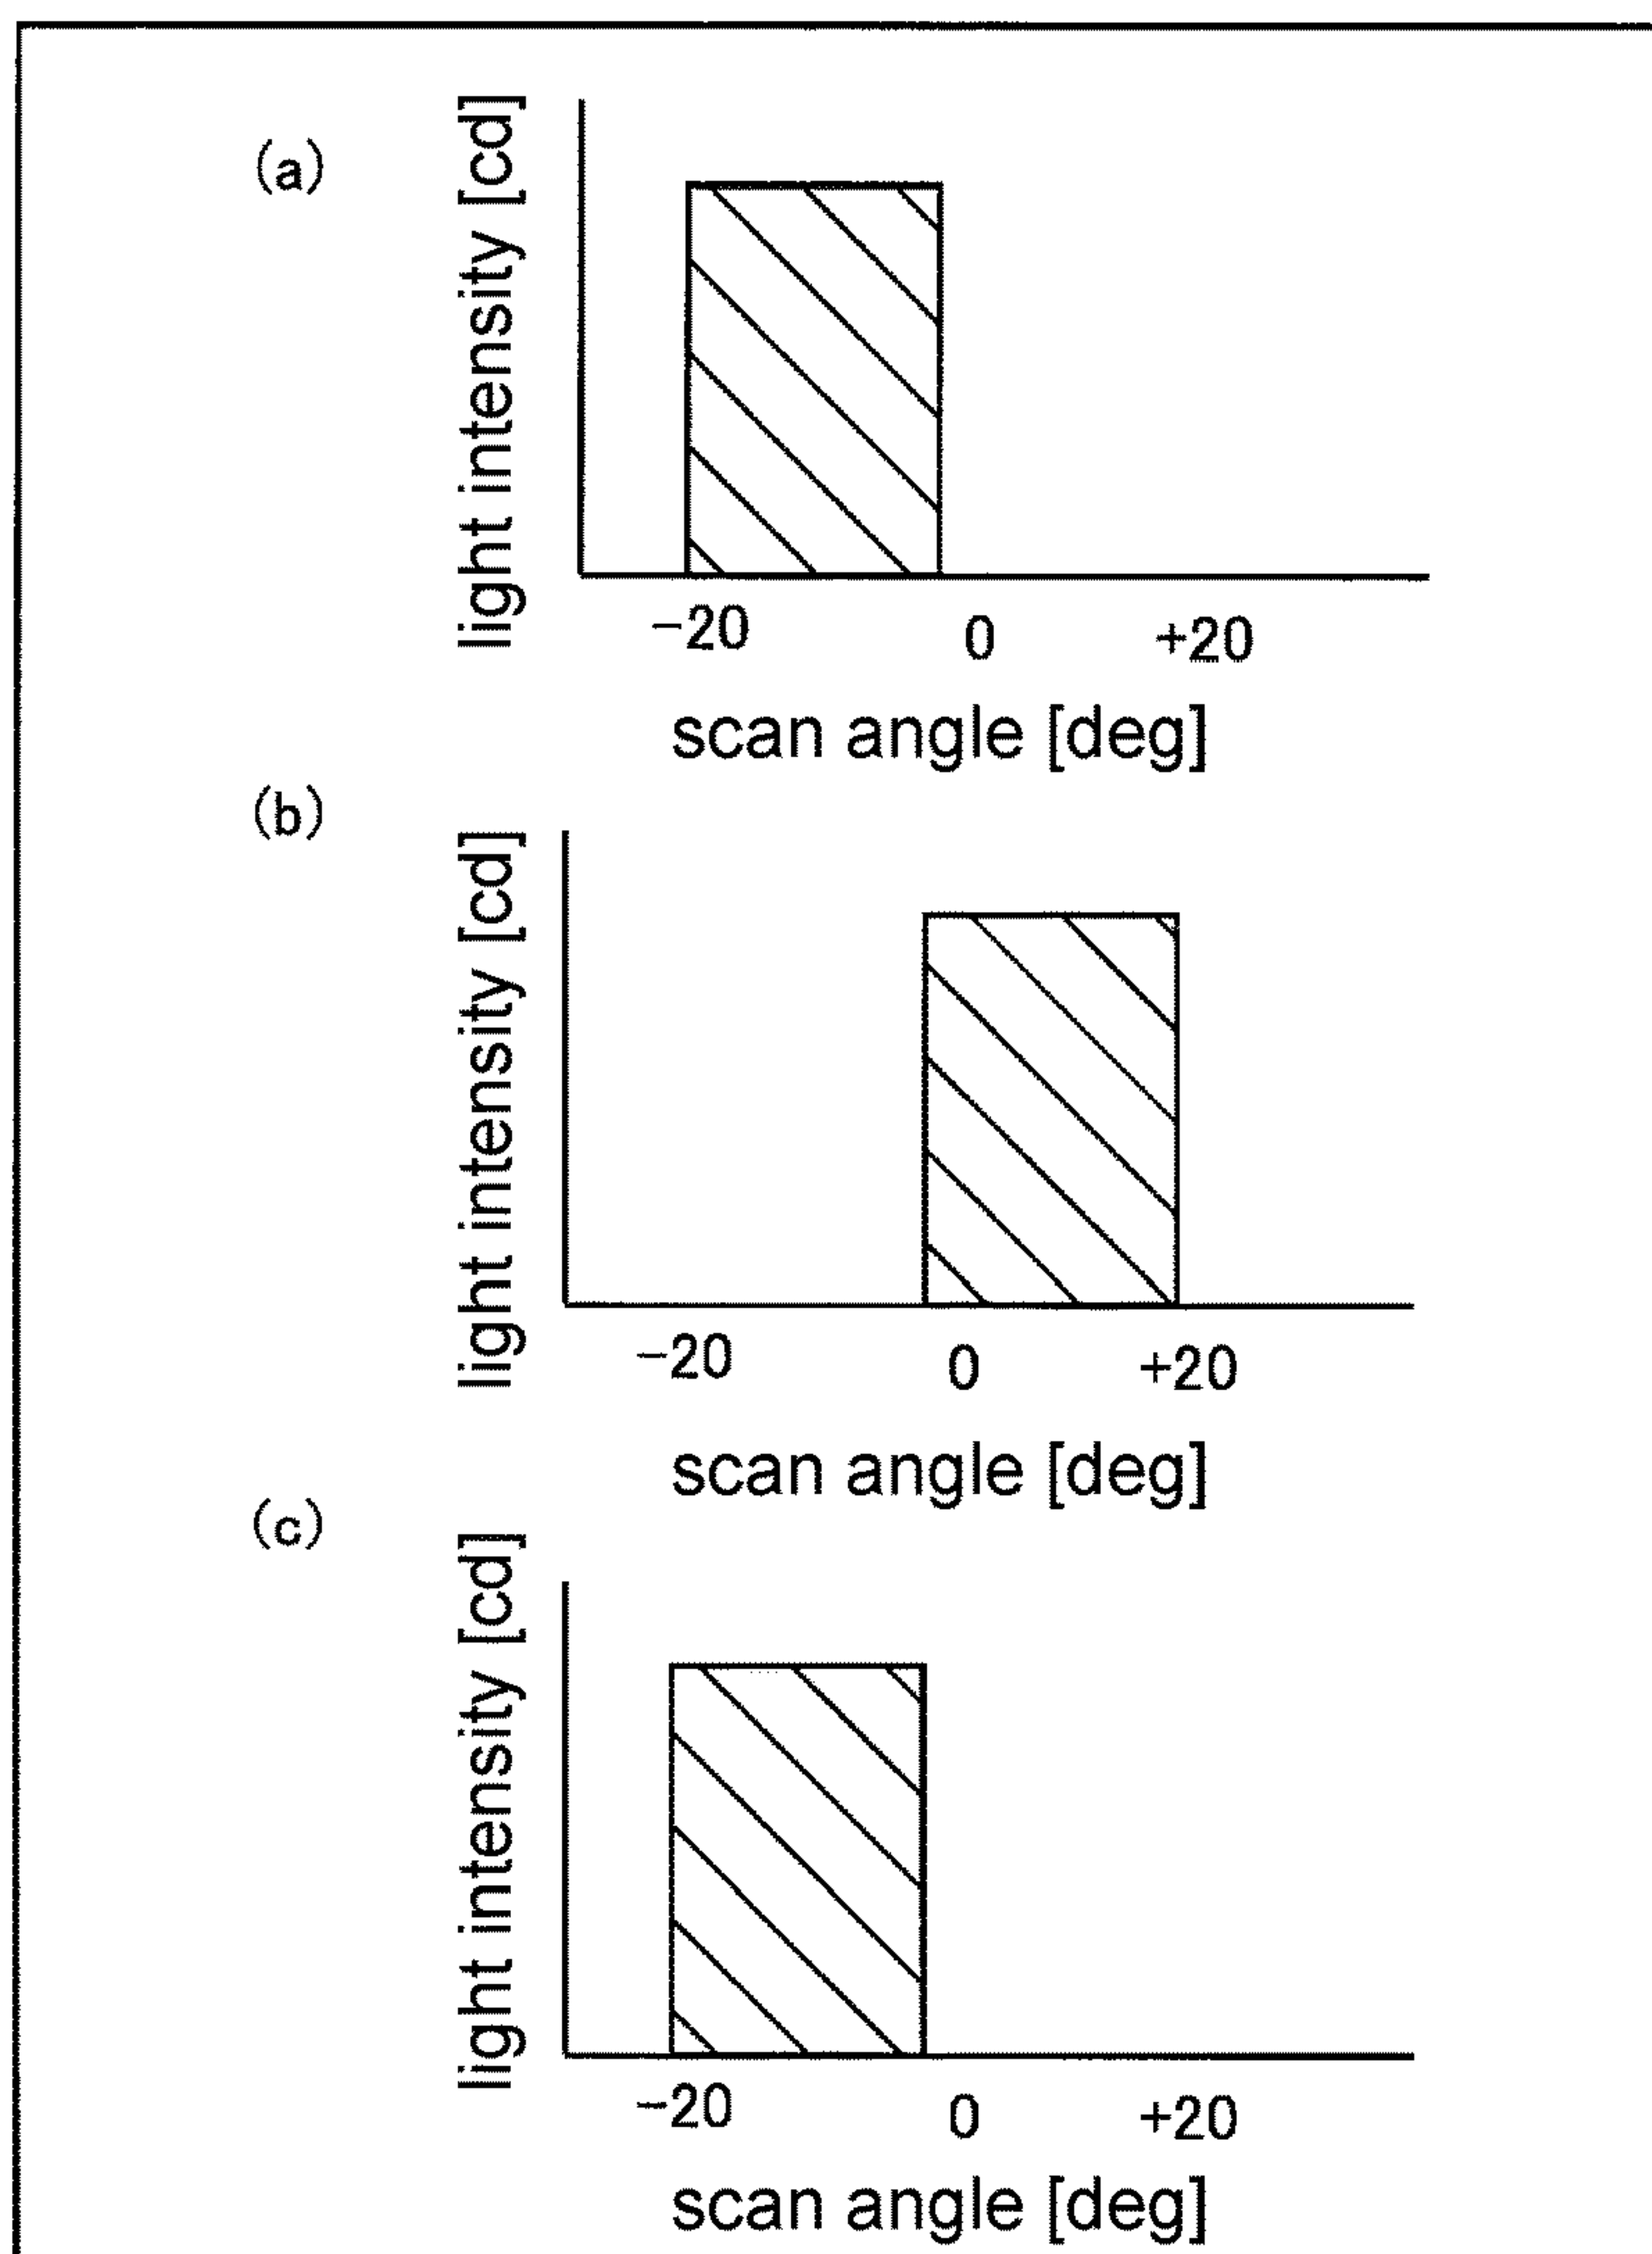 (a)
light intensity [cd]
−20 0 +20
scan angle [deg]
(b)
light intensity [cd]
−20 0 +20
scan angle [deg]
(c)
light intensity [cd]
−20 0 +20
scan angle [deg]